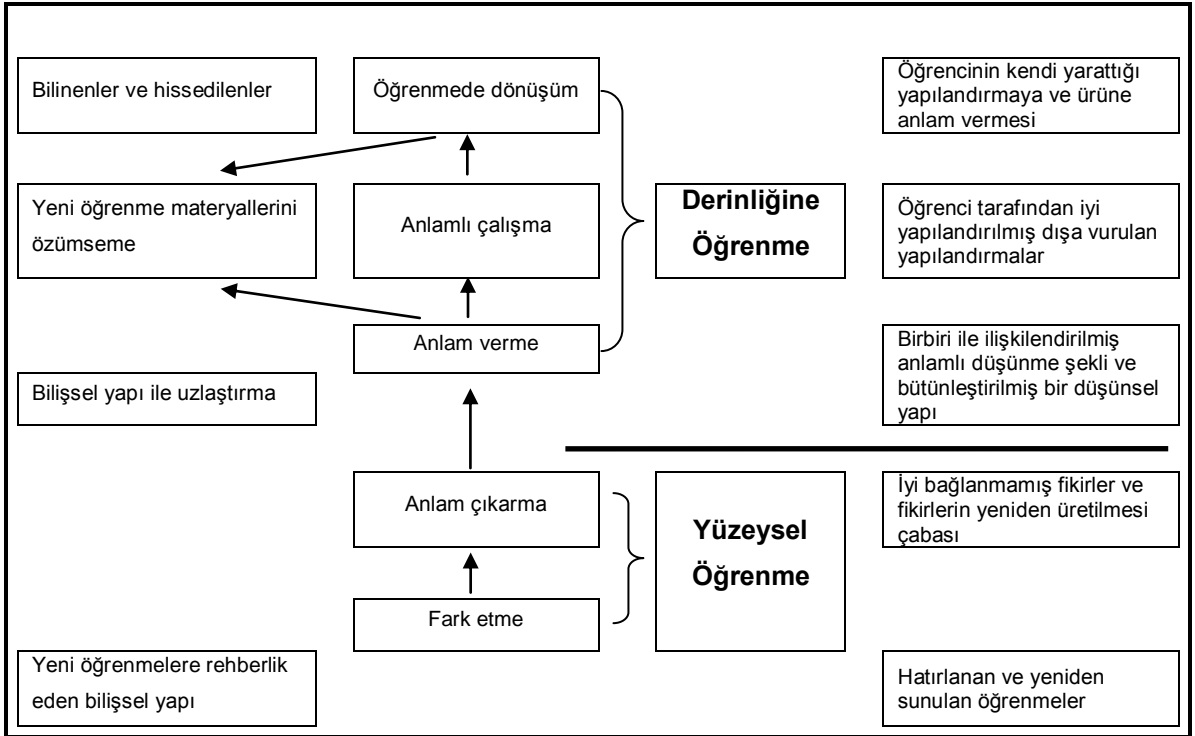 Bilinenler ve hissedilenler
Öğrenmede dönüşüm
Öğrencinin kendi yarattığı
yapılandırmaya ve ürüne
anlam vermesi
Yeni öğrenme materyallerini
özümseme
Anlamlı çalışma
Derinliğine
Öğrenme
Öğrenci tarafından iyi
yapılandırılmış dışa vurulan
yapılandırmalar
Anlam verme
Birbiri ile ilişkilendirilmiş
anlamlı düşünme şekli ve
bütünleştirilmiş bir düşünsel
yapı
Bilişsel yapı ile uzlaştırma
Anlam çıkarma
Yüzeysel
Öğrenme
İyi bağlanmamış fikirler ve
fikirlerin yeniden üretilmesi
çabası
Fark etme
Yeni öğrenmelere rehberlik
eden bilişsel yapı
Hatırlanan ve yeniden
sunulan öğrenmeler